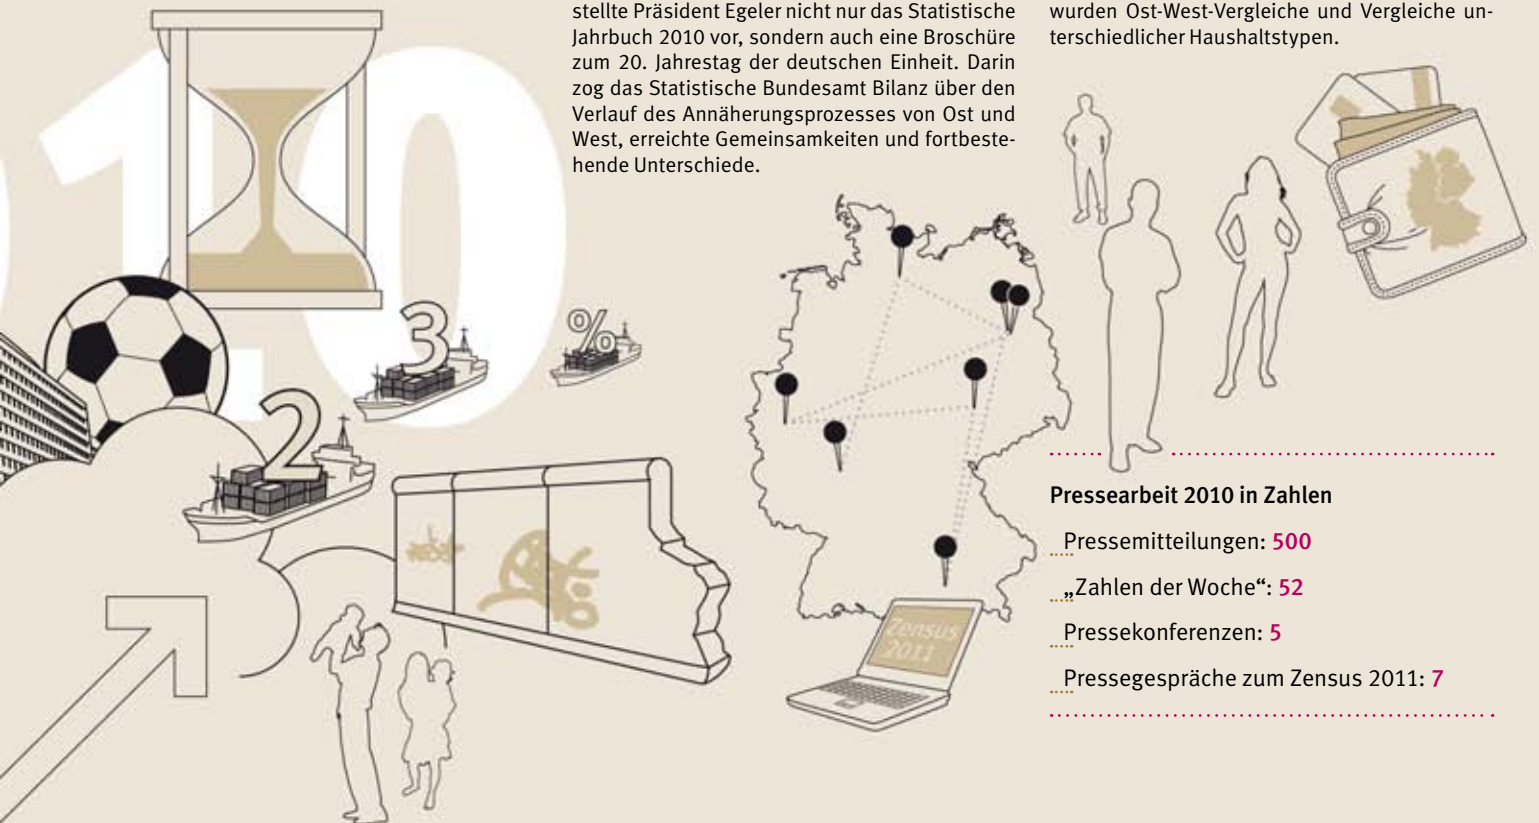 stellte Präsident Egeler nicht nur das Statistische
Jahrbuch 2010 vor, sondern auch eine Broschüre
zum 20. Jahrestag der deutschen Einheit. Darin
zog das Statistische Bundesamt Bilanz über den
Verlauf des Annäherungsprozesses von Ost und
West, erreichte Gemeinsamkeiten und fortbeste-
hende Unterschiede.
wurden Ost-West-Vergleiche und Vergleiche un-
terschiedlicher Haushaltstypen.
010
2
3
%
Zensus
2011
Pressearbeit 2010 in Zahlen
Pressemitteilungen: 500
„Zahlen der Woche“: 52
Pressekonferenzen: 5
Pressegespräche zum Zensus 2011: 7